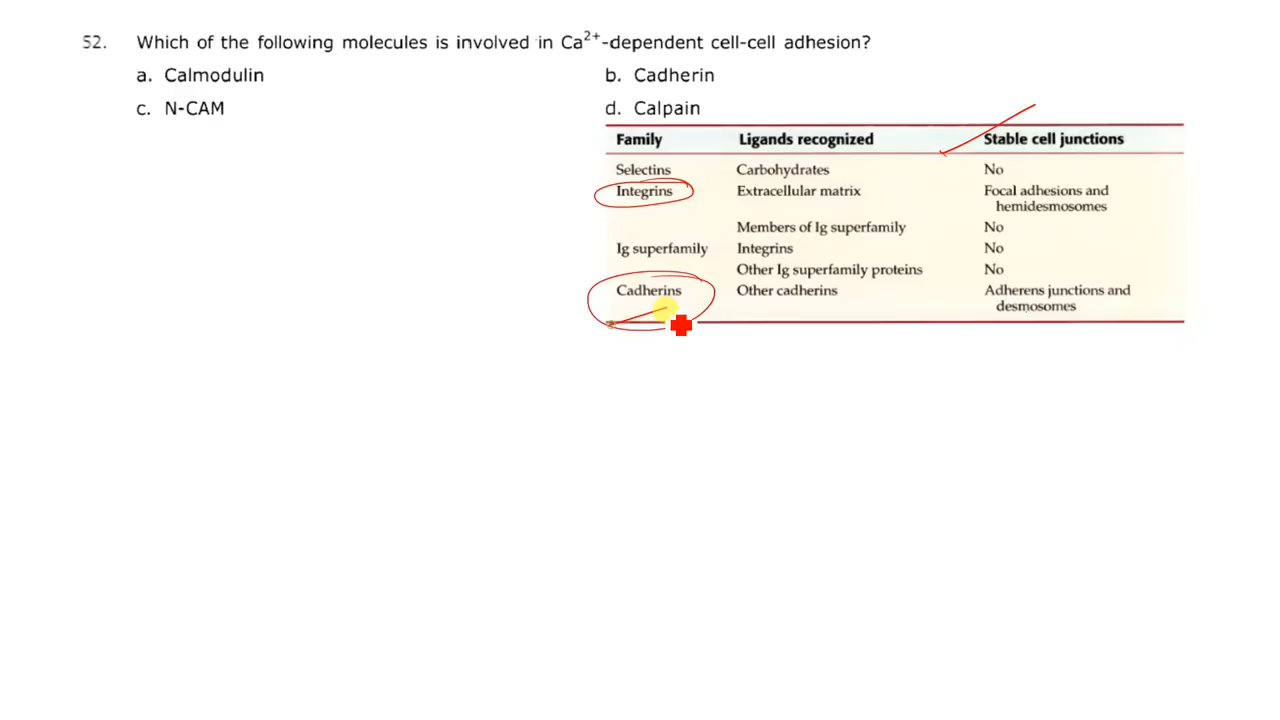 52. Which of the following molecules is involved in Ca²⁺-dependent cell-cell adhesion?
a. Calmodulin b. Cadherin
c. N-CAM d. Calpain
Family Ligands recognized Stable cell junctions
Selectins Carbohydrates No
Integrins Extracellular matrix Focal adhesions and
hemidesmosomes
Members of Ig superfamily No
Ig superfamily Integrins No
Other Ig superfamily proteins No
Cadherins Other cadherins Adherens junctions and
desmosomes